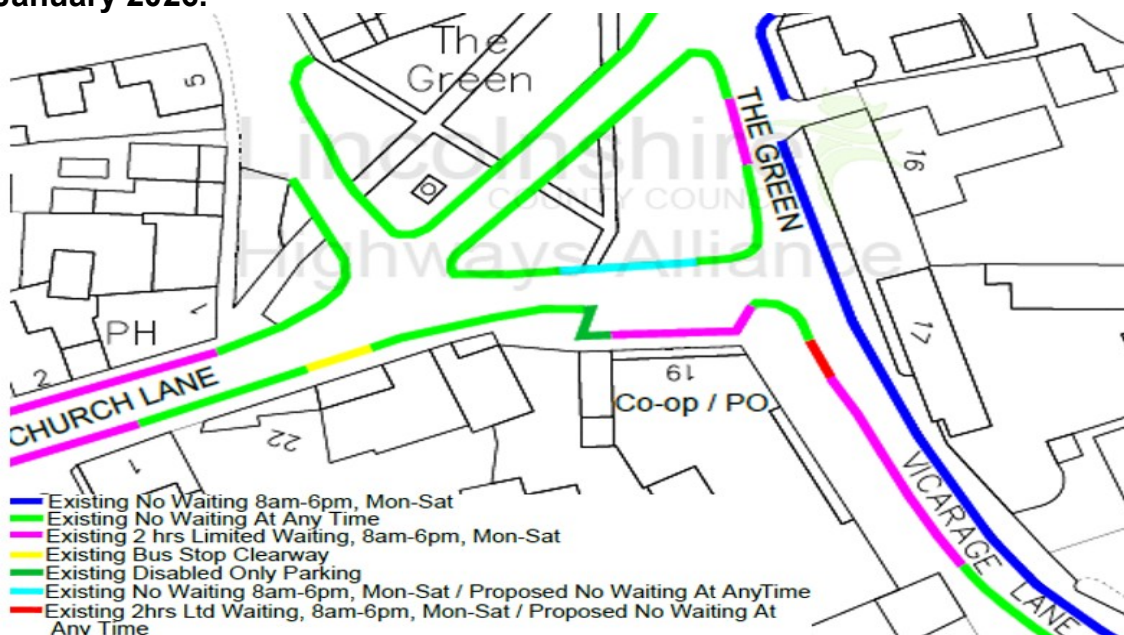 January 2026.
The
Green
5
Lincolnshire
COUNTY COUNCIL
Highways Alliance
THE GREEN
16
1
PH
2
CHURCH LANE
17
19
Co-op / PO
22
1
VICARAGE LANE
Existing No Waiting 8am-6pm, Mon-Sat
Existing No Waiting At Any Time
Existing 2 hrs Limited Waiting, 8am-6pm, Mon-Sat
Existing Bus Stop Clearway
Existing Disabled Only Parking
Existing No Waiting 8am-6pm, Mon-Sat / Proposed No Waiting At AnyTime
Existing 2hrs Ltd Waiting, 8am-6pm, Mon-Sat / Proposed No Waiting At
Any Time